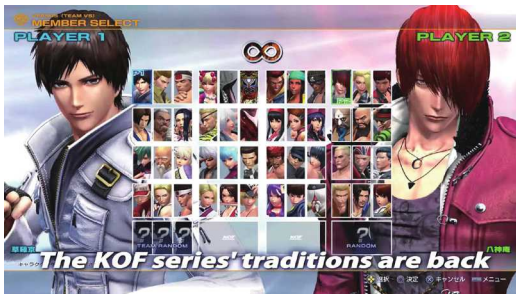 MEMBER SELECT
PLAYER 1
PLAYER 2
P1
草薙京
八神庵
TEAM RANDOM
RANDOM
The KOF series' traditions are back
選択 決定 キャンセル メニュー